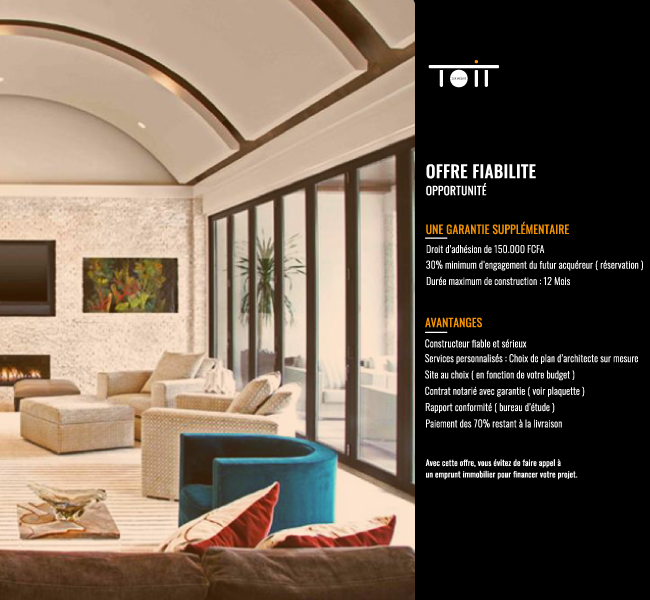 TOIT
OFFRE FIABILITE
OPPORTUNITÉ
UNE GARANTIE SUPPLÉMENTAIRE
Droit d'adhésion de 150.000 FCFA
30% minimum d'engagement du futur acquéreur ( réservation )
Durée maximum de construction : 12 Mois
AVANTANGES
Constructeur fiable et sérieux
Services personnalisés : Choix de plan d'architecte sur mesure
Site au choix ( en fonction de votre budget )
Contrat notarié avec garantie ( voir plaquette )
Rapport conformité ( bureau d'étude )
Paiement des 70% restant à la livraison
Avec cette offre, vous évitez de faire appel à
un emprunt immobilier pour financer votre projet.